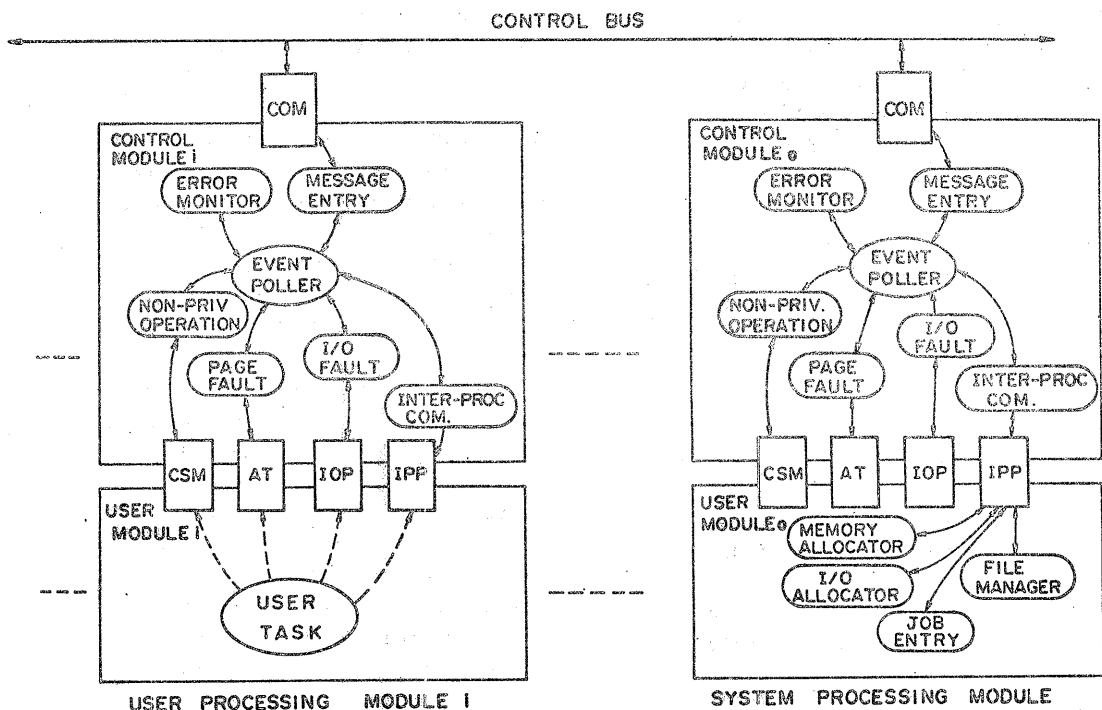 CONTROL BUS
COM
CONTROL
MODULE i
ERROR
MONITOR
MESSAGE
ENTRY
EVENT
POLLER
NON-PRIV
OPERATION
PAGE
FAULT
I/O
FAULT
INTER-PROC
COM.
CSM
AT
IOP
IPP
USER
MODULE i
USER
TASK
USER PROCESSING MODULE i
COM
CONTROL
MODULE o
ERROR
MONITOR
MESSAGE
ENTRY
EVENT
POLLER
NON-PRIV.
OPERATION
PAGE
FAULT
I/O
FAULT
INTER-PROC
COM.
CSM
AT
IOP
IPP
USER
MODULE o
MEMORY
ALLOCATOR
I/O
ALLOCATOR
JOB
ENTRY
FILE
MANAGER
SYSTEM PROCESSING MODULE